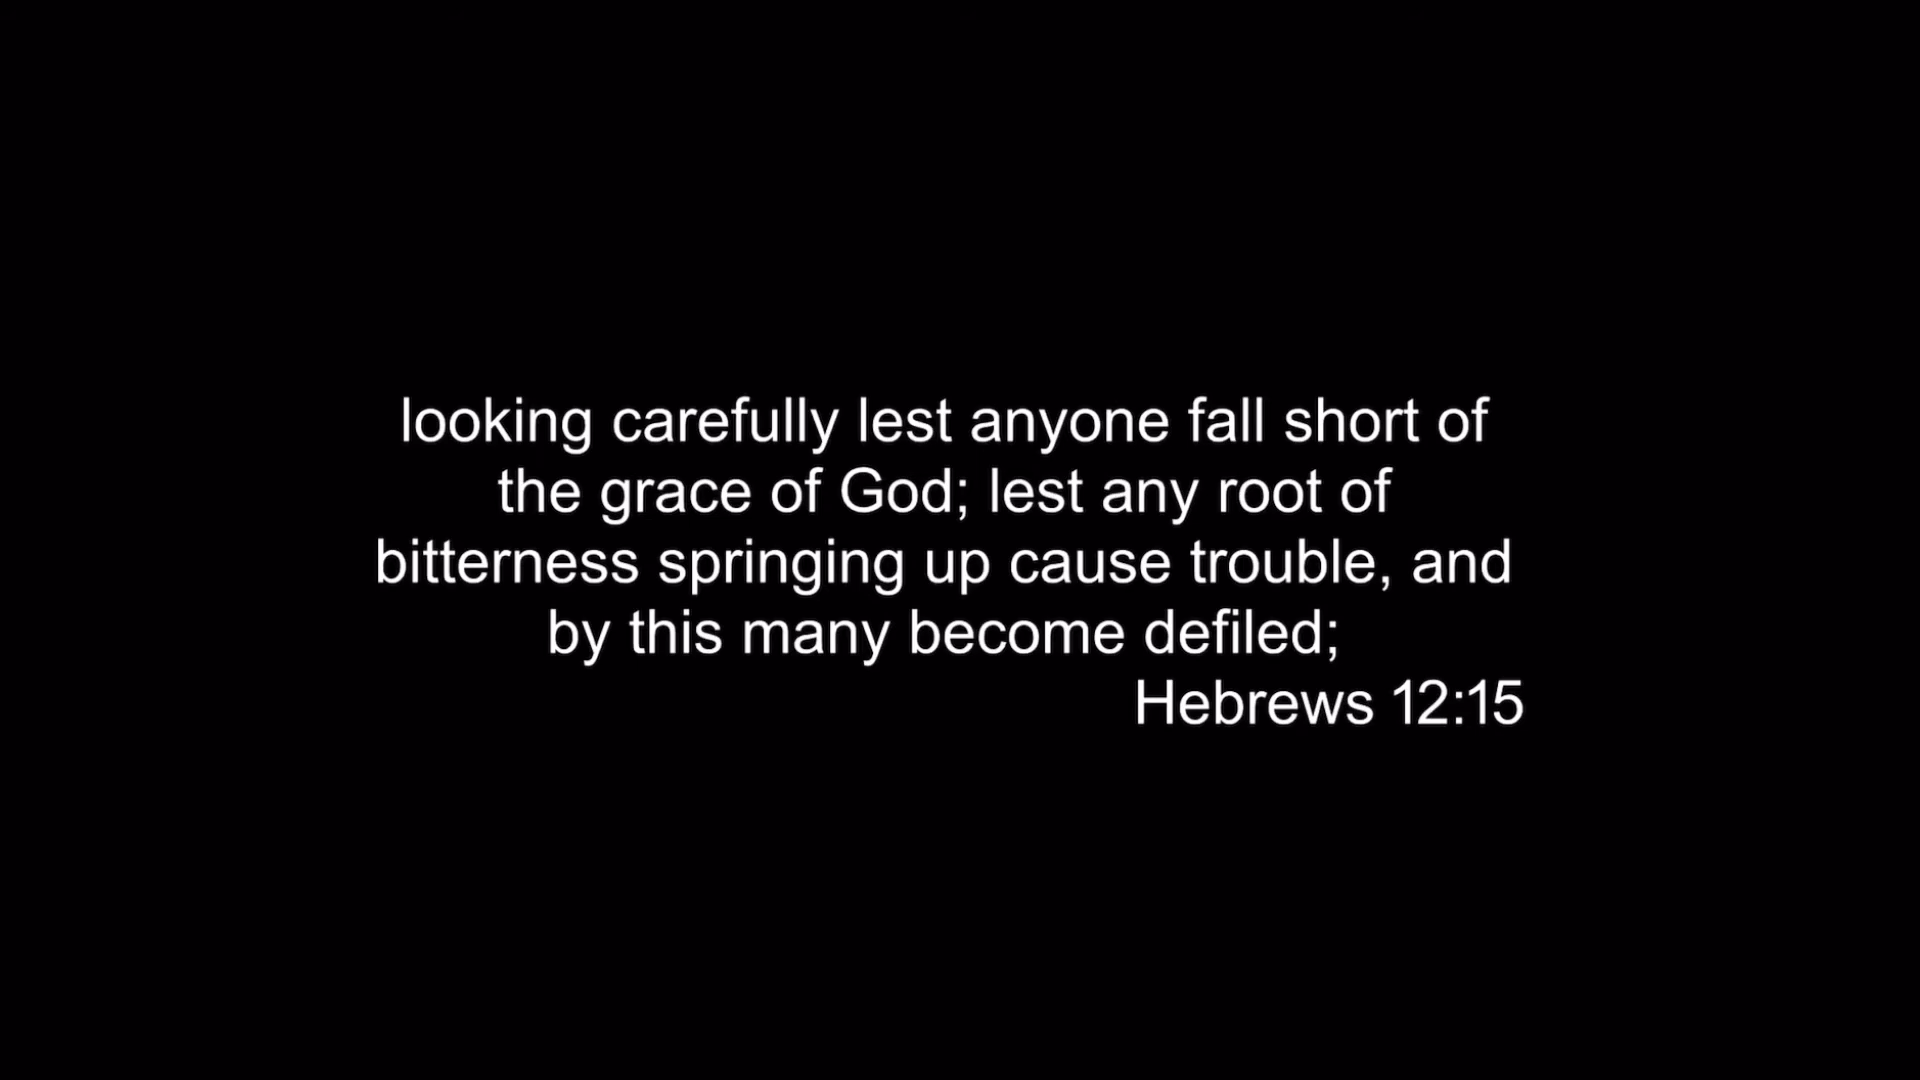 looking carefully lest anyone fall short of
the grace of God; lest any root of
bitterness springing up cause trouble, and
by this many become defiled;
Hebrews 12:15